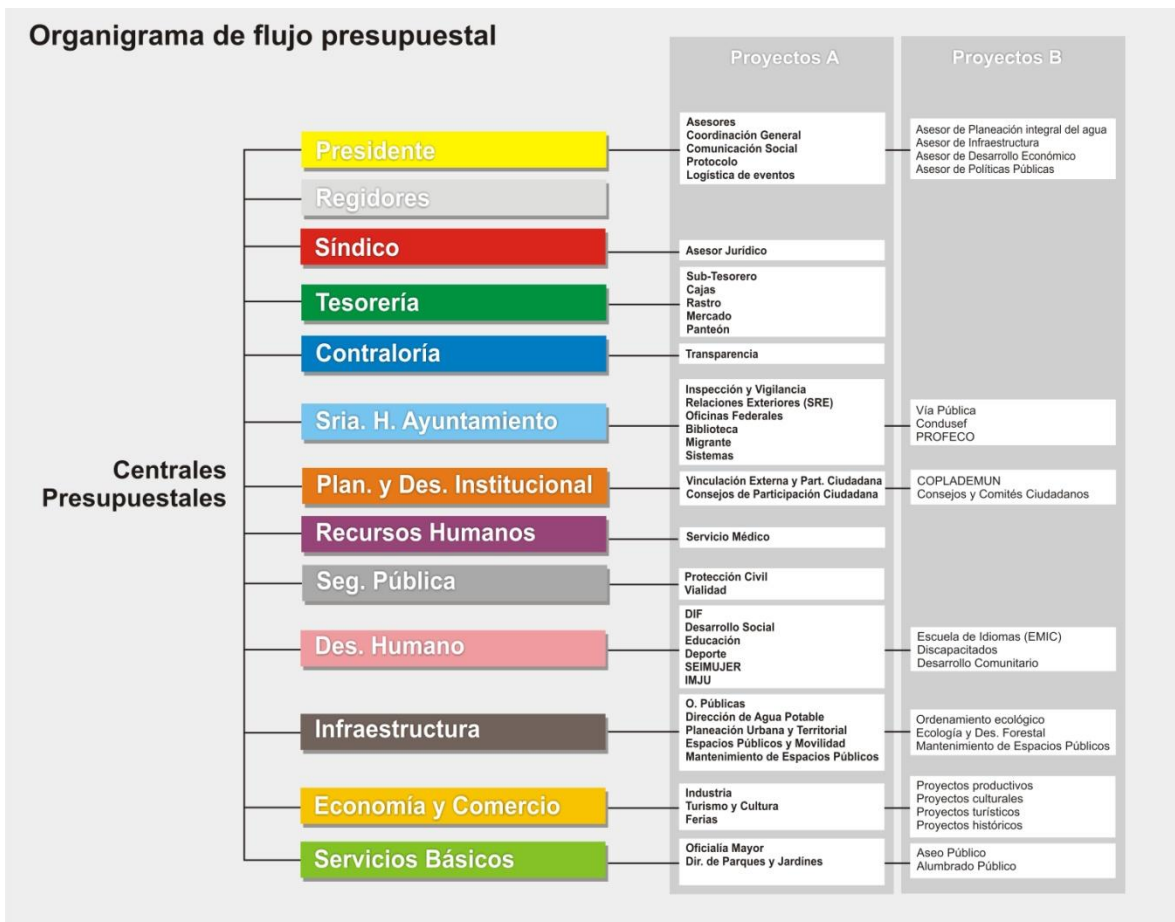 Organigrama de flujo presupuestal
Proyectos A
Proyectos B
Centrales
Presupuestales
Presidente
Asesores
Coordinación General
Comunicación Social
Protocolo
Logística de eventos
Asesor de Planeación integral del agua
Asesor de Infraestructura
Asesor de Desarrollo Económico
Asesor de Políticas Públicas
Regidores
Síndico
Asesor Jurídico
Tesorería
Sub-Tesorero
Cajas
Rastro
Mercado
Panteón
Contraloría
Transparencia
Sria. H. Ayuntamiento
Inspección y Vigilancia
Relaciones Exteriores (SRE)
Oficinas Federales
Biblioteca
Migrante
Sistemas
Vía Pública
Condusef
PROFECO
Plan. y Des. Institucional
Vinculación Externa y Part. Ciudadana
Consejos de Participación Ciudadana
COPLADEMUN
Consejos y Comités Ciudadanos
Recursos Humanos
Servicio Médico
Seg. Pública
Protección Civil
Vialidad
Des. Humano
DIF
Desarrollo Social
Educación
Deporte
SEIMUJER
IMJU
Escuela de Idiomas (EMIC)
Discapacitados
Desarrollo Comunitario
Infraestructura
O. Públicas
Dirección de Agua Potable
Planeación Urbana y Territorial
Espacios Públicos y Movilidad
Mantenimiento de Espacios Públicos
Ordenamiento ecológico
Ecología y Des. Forestal
Mantenimiento de Espacios Públicos
Economía y Comercio
Industria
Turismo y Cultura
Ferias
Proyectos productivos
Proyectos culturales
Proyectos turísticos
Proyectos históricos
Servicios Básicos
Oficialía Mayor
Dir. de Parques y Jardínes
Aseo Público
Alumbrado Público